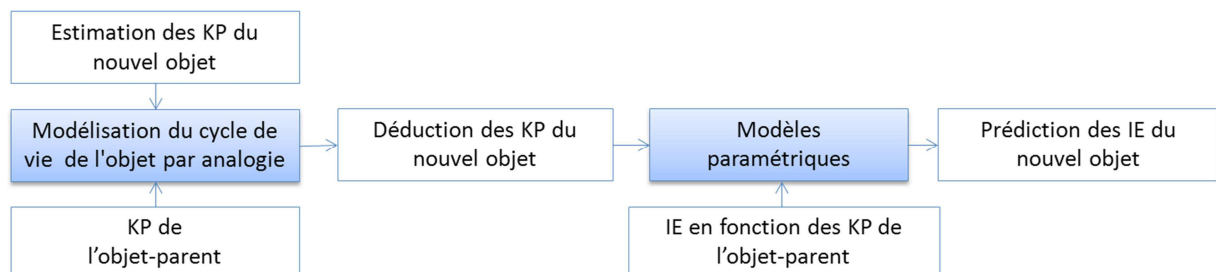 Estimation des KP du
nouvel objet
Modélisation du cycle de
vie de l'objet par analogie
Déduction des KP du
nouvel objet
Modèles
paramétriques
Prédiction des IE du
nouvel objet
KP de
l’objet-parent
IE en fonction des KP de
l’objet-parent